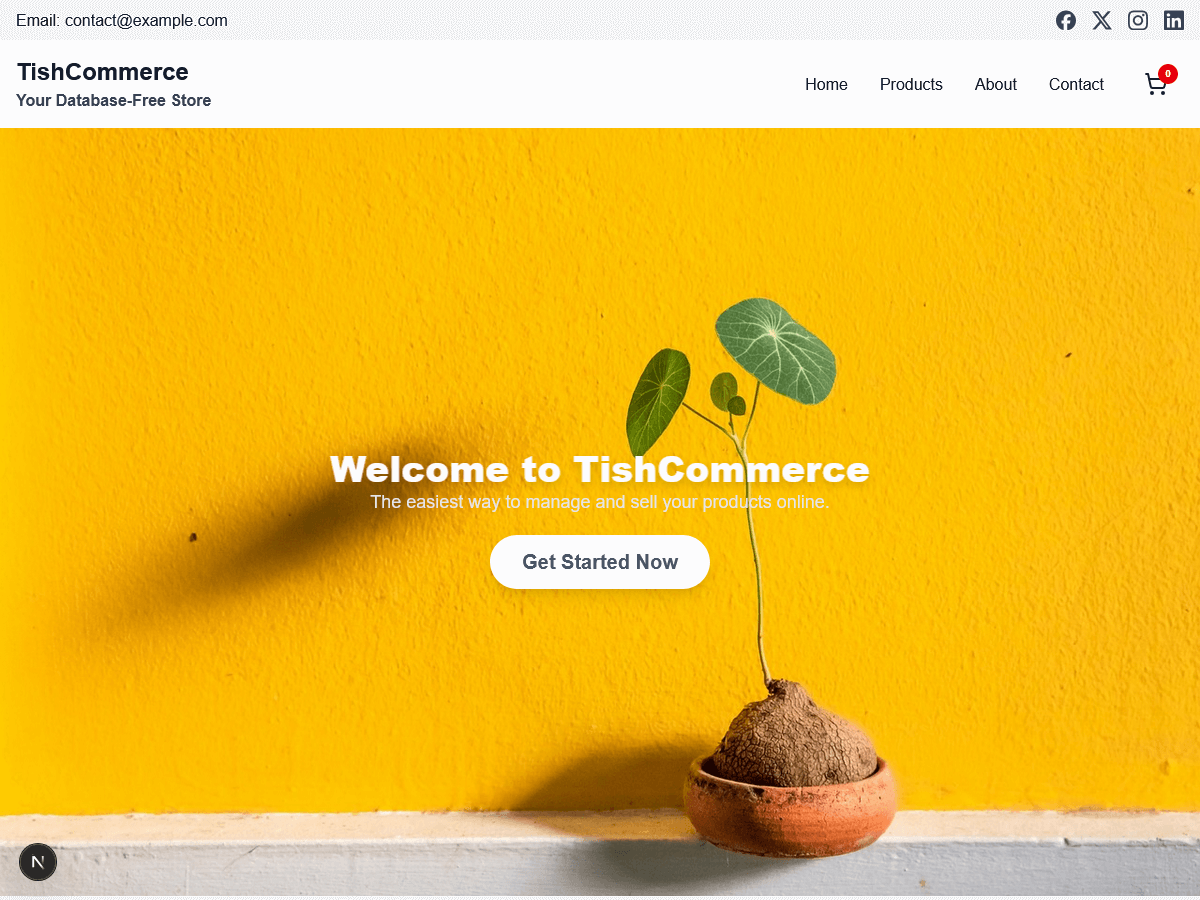 Email: contact@example.com
TishCommerce
Your Database-Free Store
Home Products About Contact
0
Welcome to TishCommerce
The easiest way to manage and sell your products online.
Get Started Now
N